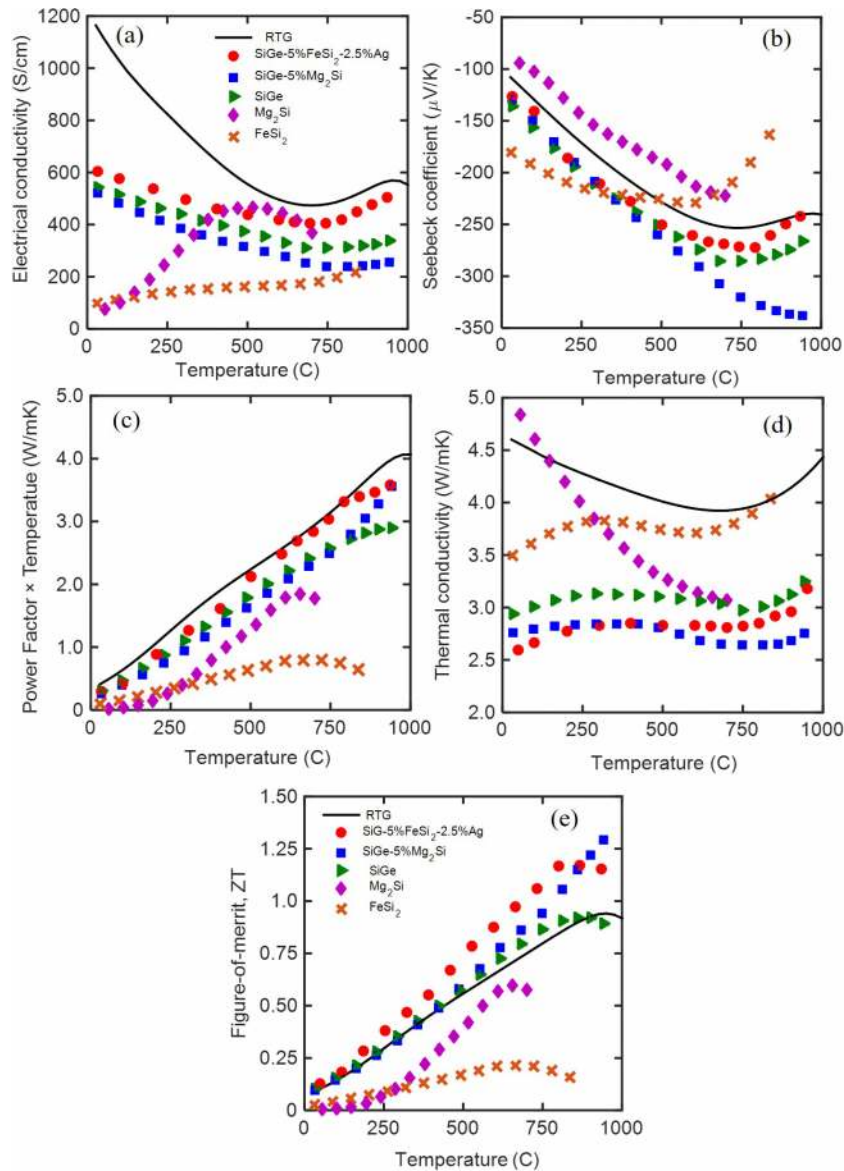 (a)
RTG
SiGe-5%FeSi2-2.5%Ag
SiGe-5%Mg2Si
SiGe
Mg2Si
FeSi2
Electrical conductivity (S/cm)
1200
1000
800
600
400
200
0
0 250 500 750 1000
Temperature (C)
(b)
Seebeck coefficient (μV/K)
-50
-100
-150
-200
-250
-300
-350
0 250 500 750 1000
Temperature (C)
(c)
Power Factor × Temperatue (W/mK)
5.0
4.0
3.0
2.0
1.0
0
0 250 500 750 1000
Temperature (C)
(d)
Thermal conductivity (W/mK)
5.0
4.5
4.0
3.5
3.0
2.5
2.0
0 250 500 750 1000
Temperature (C)
(e)
RTG
SiG-5%FeSi2-2.5%Ag
SiGe-5%Mg2Si
SiGe
Mg2Si
FeSi2
Figure-of-merrit, ZT
1.50
1.25
1.00
0.75
0.50
0.25
0
0 250 500 750 1000
Temperature (C)